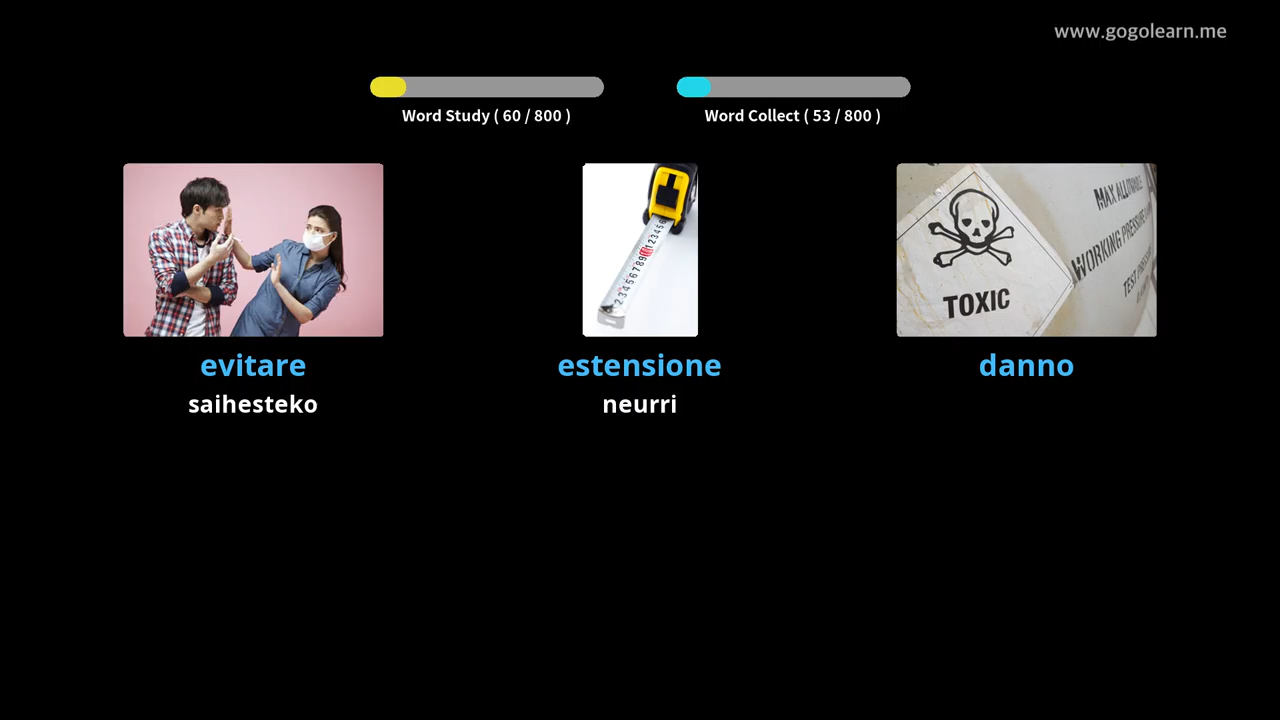 www.gogolearn.me
Word Study ( 60 / 800 )
Word Collect ( 53 / 800 )
TOXIC
MAX ALLOWABLE
WORKING PRESSURE
TEST
evitare
estensione
danno
saihesteko
neurri